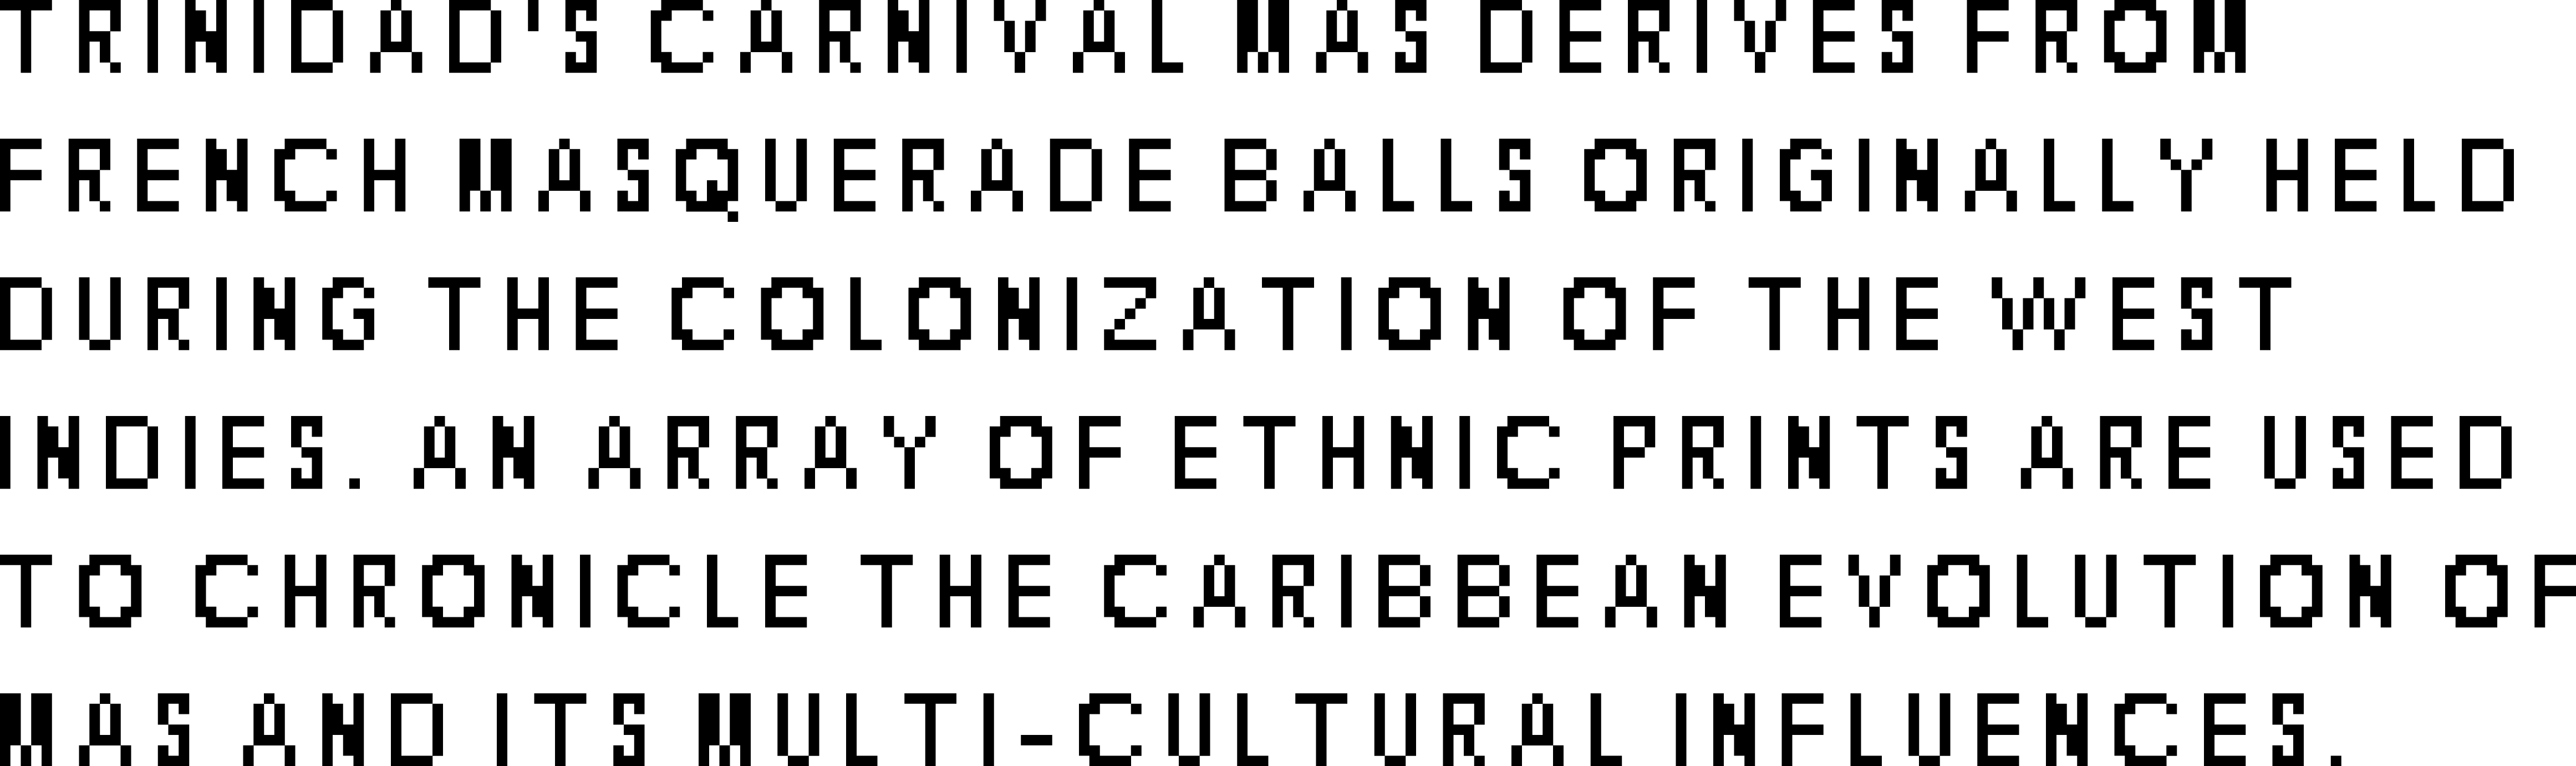 TRINIDAD'S CARNIVAL MAS DERIVES FROM
FRENCH MASQUERADE BALLS ORIGINALLY HELD
DURING THE COLONIZATION OF THE WEST
INDIES. AN ARRAY OF ETHNIC PRINTS ARE USED
TO CHRONICLE THE CARIBBEAN EVOLUTION OF
MAS AND ITS MULTI-CULTURAL INFLUENCES.